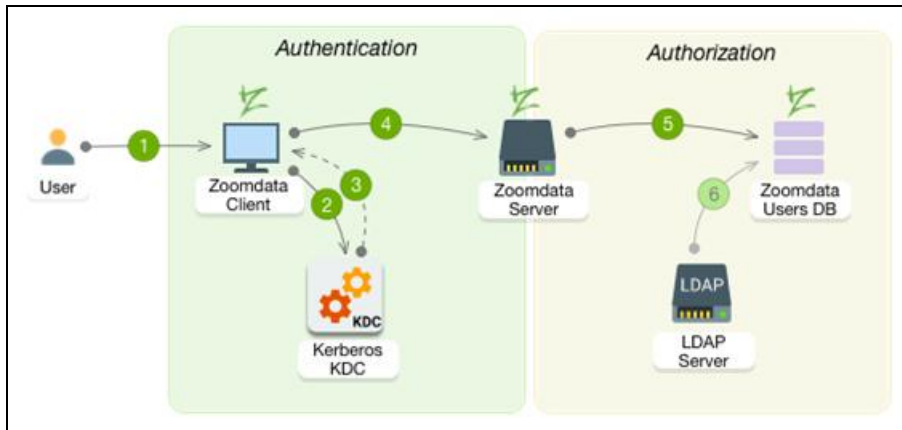 Authentication
Authorization
1
4
5
User
Zoomdata
Client
2
3
Zoomdata
Server
6
Zoomdata
Users DB
KDC
Kerberos
KDC
LDAP
LDAP
Server